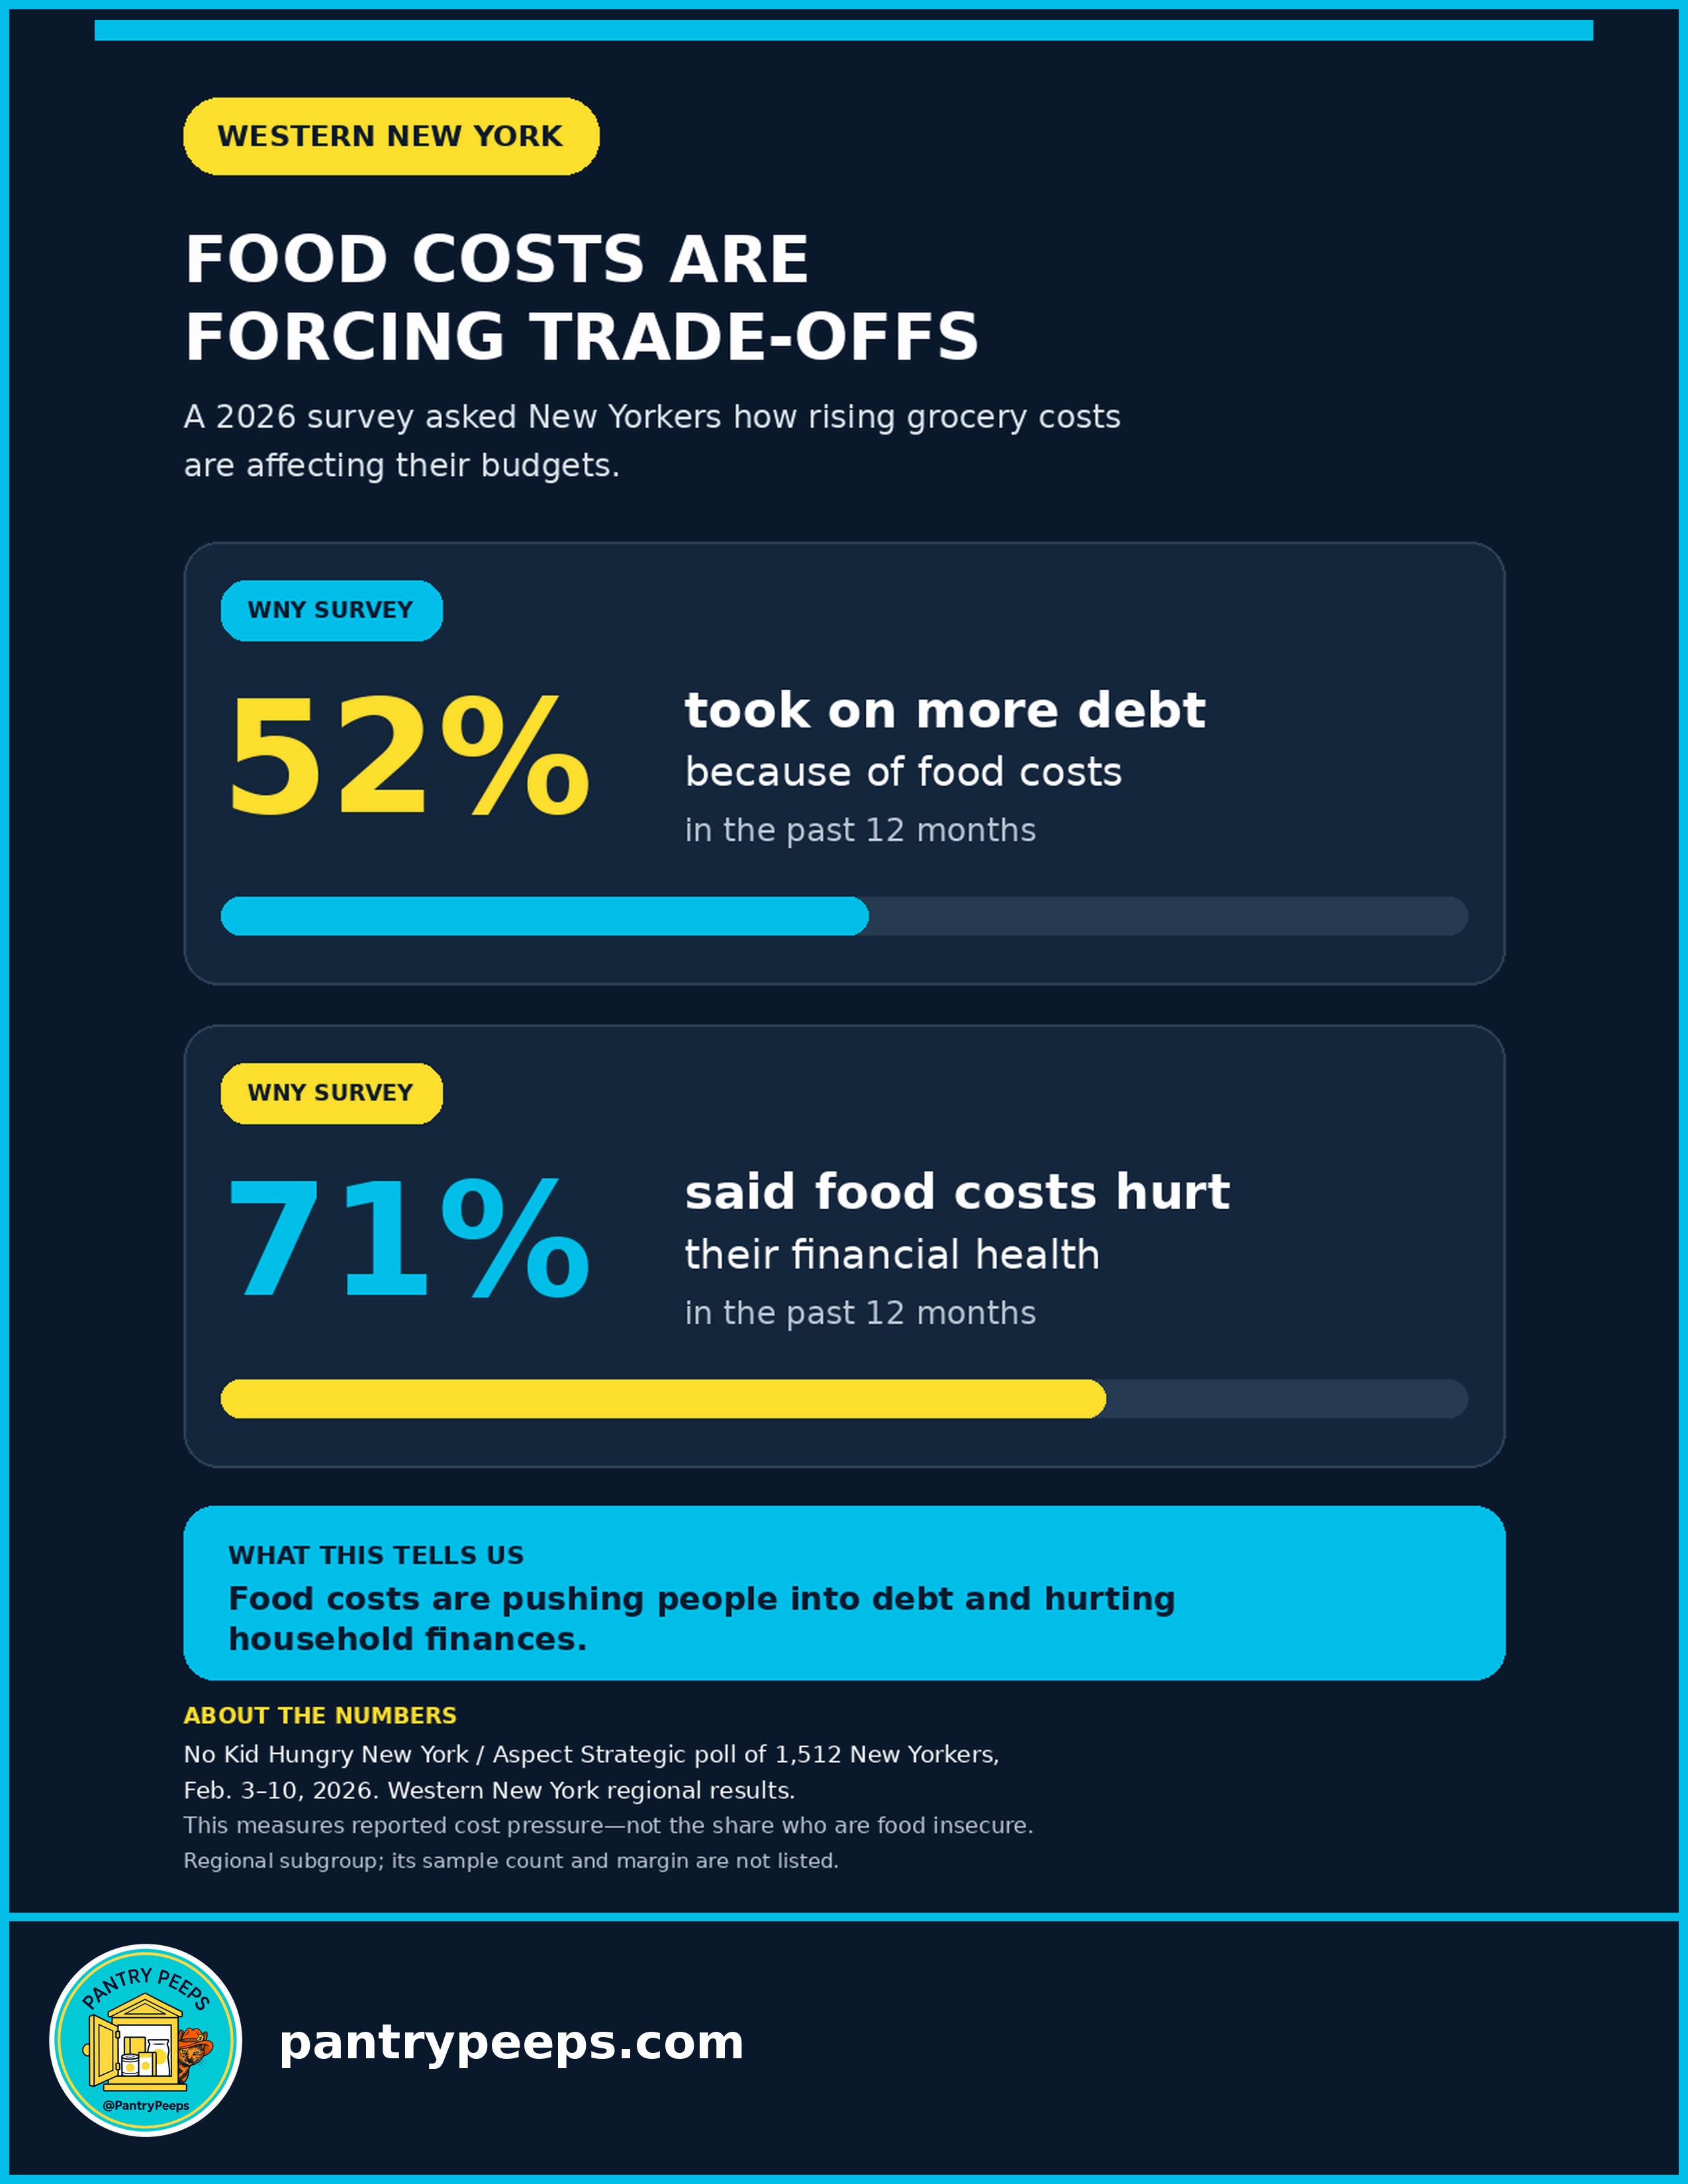 WESTERN NEW YORK
FOOD COSTS ARE
FORCING TRADE-OFFS
A 2026 survey asked New Yorkers how rising grocery costs
are affecting their budgets.
WNY SURVEY
52%
took on more debt
because of food costs
in the past 12 months
WNY SURVEY
71%
said food costs hurt
their financial health
in the past 12 months
WHAT THIS TELLS US
Food costs are pushing people into debt and hurting
household finances.
ABOUT THE NUMBERS
No Kid Hungry New York / Aspect Strategic poll of 1,512 New Yorkers,
Feb. 3–10, 2026. Western New York regional results.
This measures reported cost pressure—not the share who are food insecure.
Regional subgroup; its sample count and margin are not listed.
PANTRY PEEPS
@PantryPeeps
pantrypeeps.com